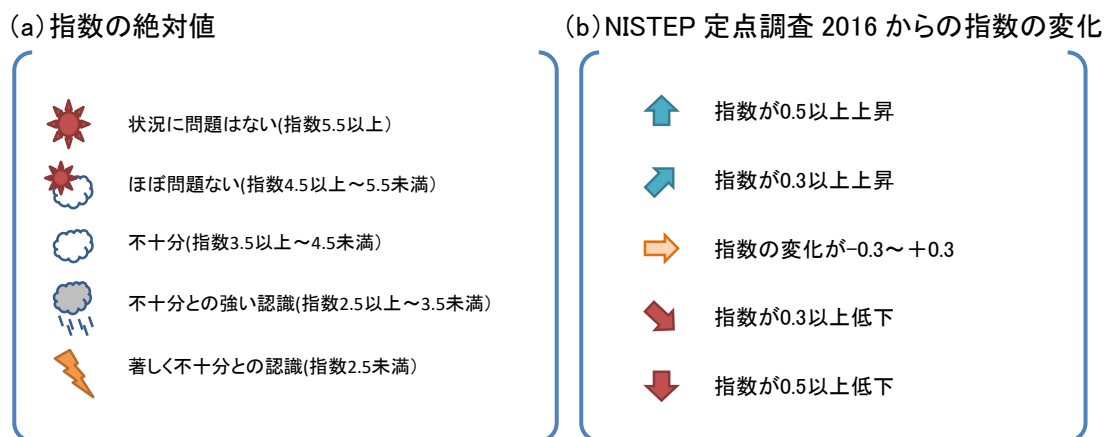 (a)指数の絶対値
状況に問題はない(指数5.5以上)
ほぼ問題ない(指数4.5以上～5.5未満)
不十分(指数3.5以上～4.5未満)
不十分との強い認識(指数2.5以上～3.5未満)
著しく不十分との認識(指数2.5未満)
(b)NISTEP 定点調査 2016 からの指数の変化
指数が0.5以上上昇
指数が0.3以上上昇
指数の変化が-0.3～＋0.3
指数が0.3以上低下
指数が0.5以上低下